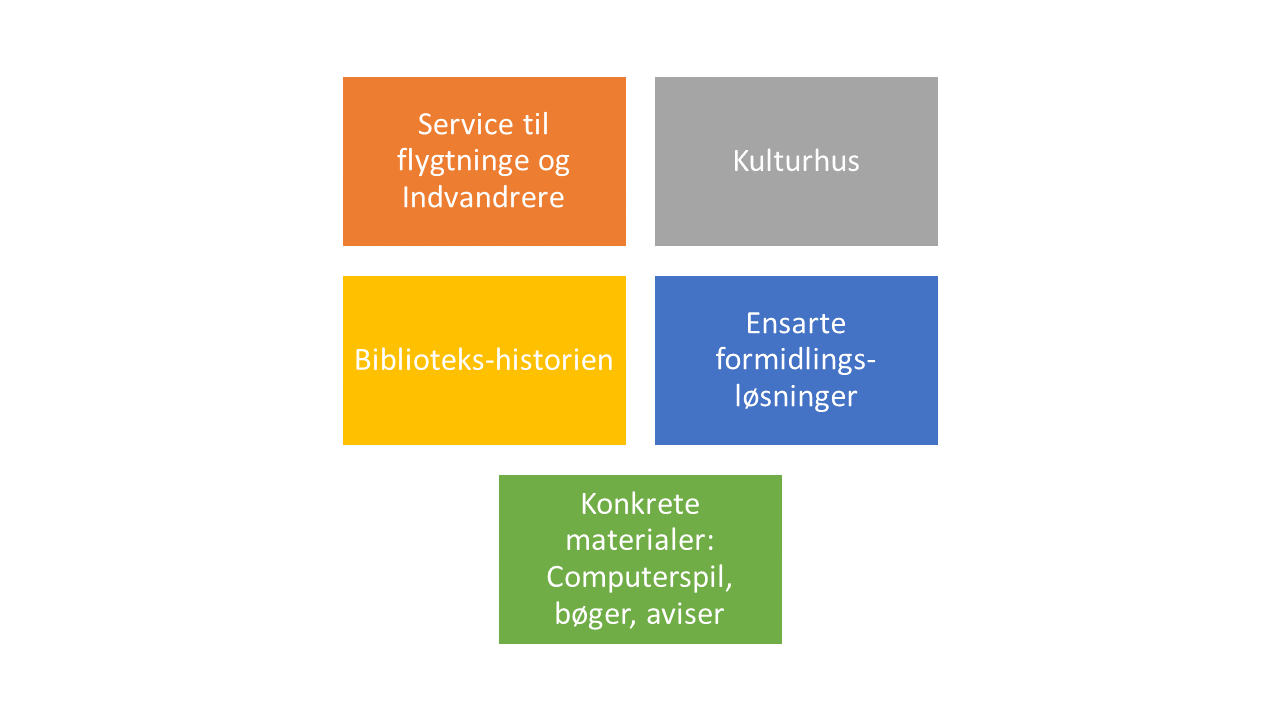 Service til
flygtninge og
Indvandrere
Kulturhus
Biblioteks-historien
Ensarte
formidlings-
løsninger
Konkrete
materialer:
Computerspil,
bøger, aviser